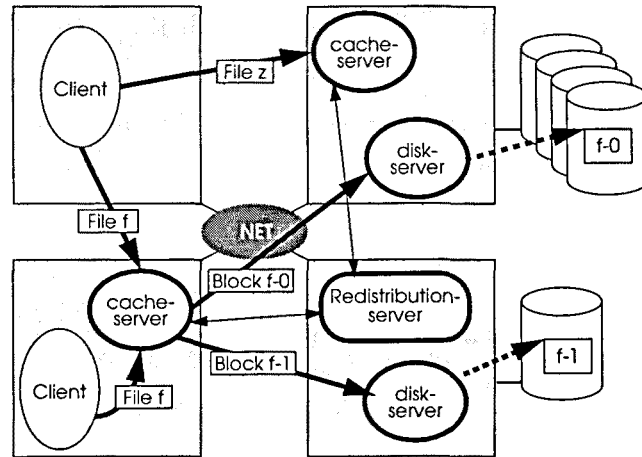 cache-
server
Client
File z
disk-
server
f-0
File f
NET
Block f-0
cache-
server
Redistribution-
server
f-1
Block f-1
Client
File f
disk-
server